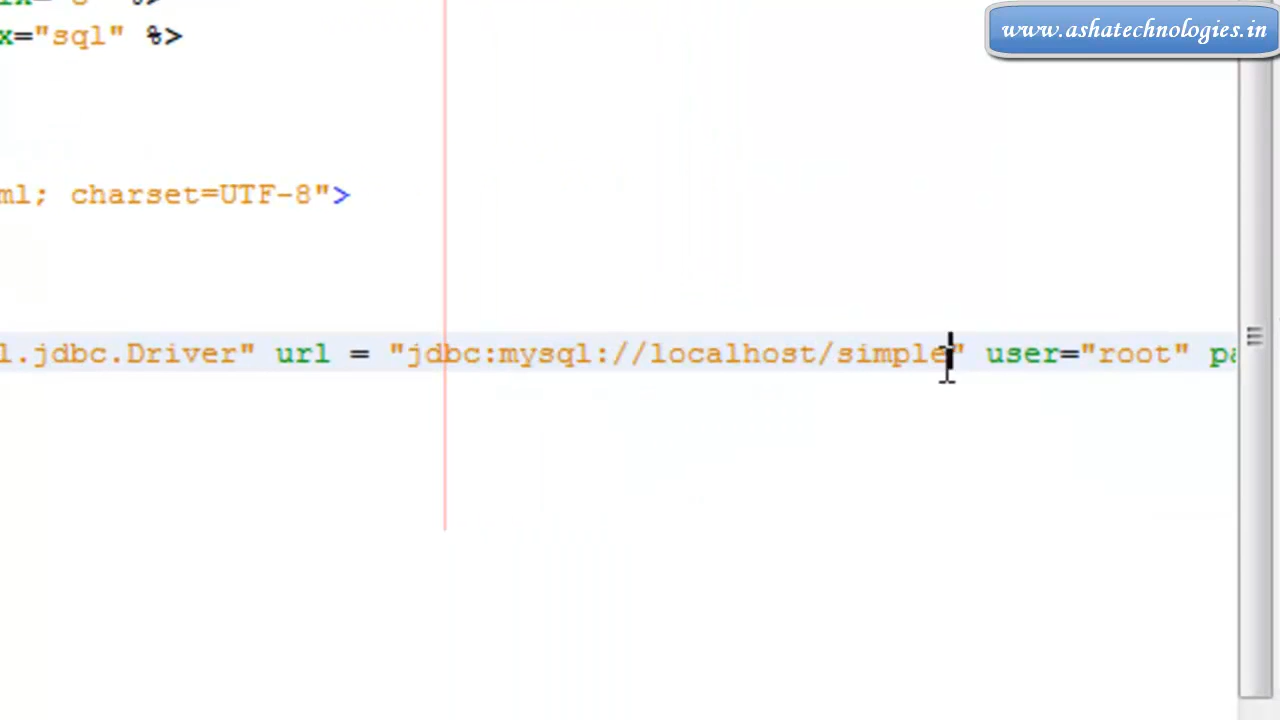 www.ashatechnologies.in
x="sql" %>
ml; charset=UTF-8">
l.jdbc.Driver" url = "jdbc:mysql://localhost/simple" user="root" pa